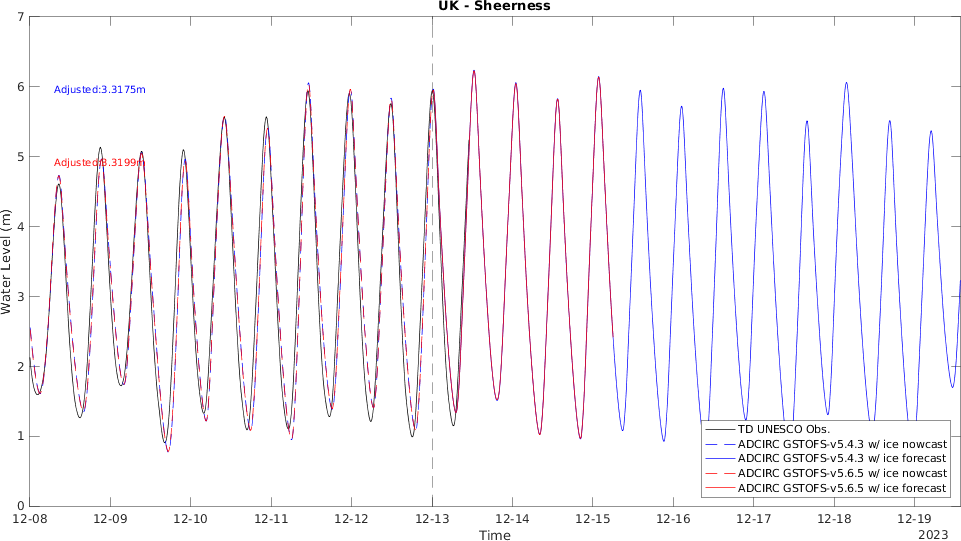 UK - Sheerness
7
6
5
4
3
2
1
0
Water Level (m)
Adjusted:3.3175m
Adjusted:3.3199m
TD UNESCO Obs.
ADCIRC GSTOFS-v5.4.3 w/ ice nowcast
ADCIRC GSTOFS-v5.4.3 w/ ice forecast
ADCIRC GSTOFS-v5.6.5 w/ ice nowcast
ADCIRC GSTOFS-v5.6.5 w/ ice forecast
12-08 12-09 12-10 12-11 12-12 12-13 12-14 12-15 12-16 12-17 12-18 12-19
Time
2023